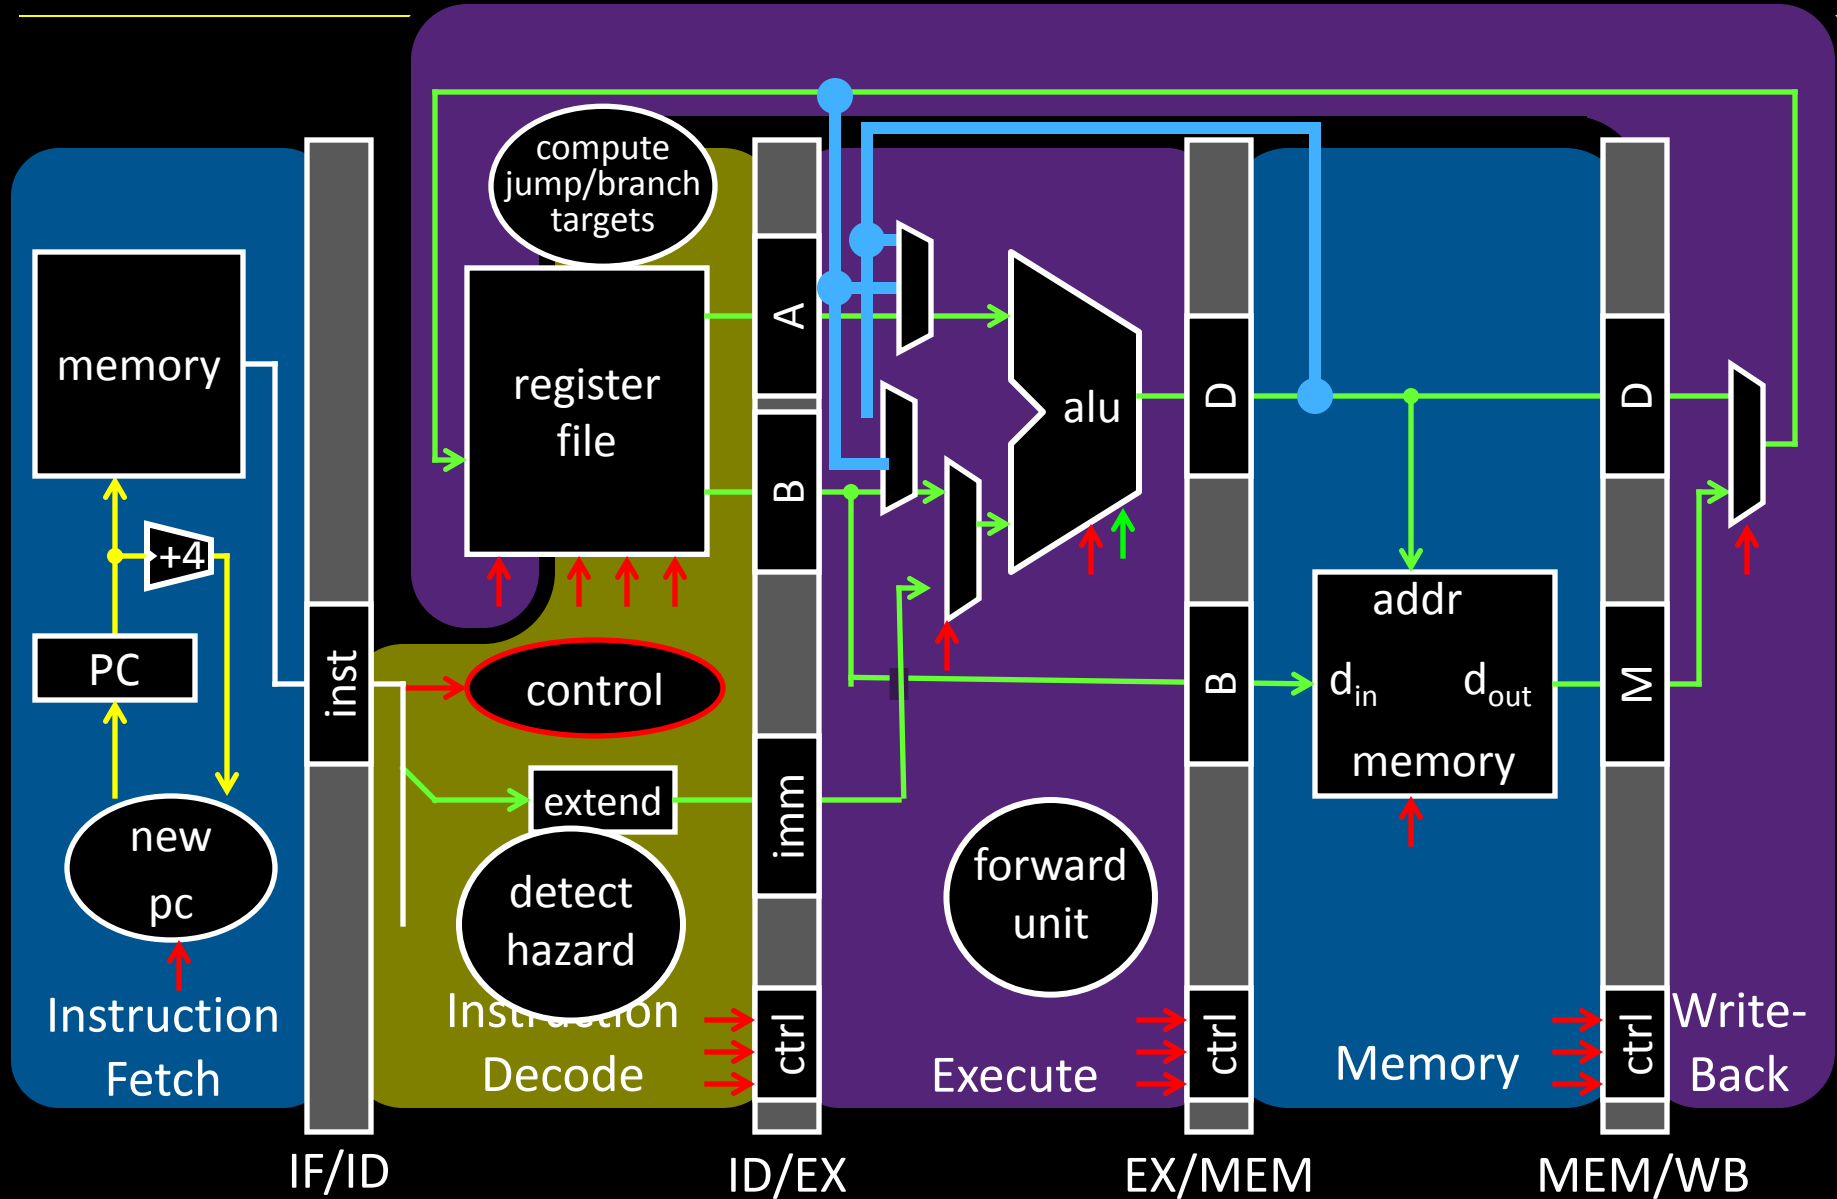 compute
jump/branch
targets
memory
register
file
A
B
alu
D
D
+4
PC
inst
control
B
addr
d_in
d_out
memory
M
extend
imm
new
pc
detect
hazard
forward
unit
Instruction
Fetch
Instruction
Decode
ctrl
Execute
ctrl
Memory
ctrl
Write-
Back
IF/ID
ID/EX
EX/MEM
MEM/WB